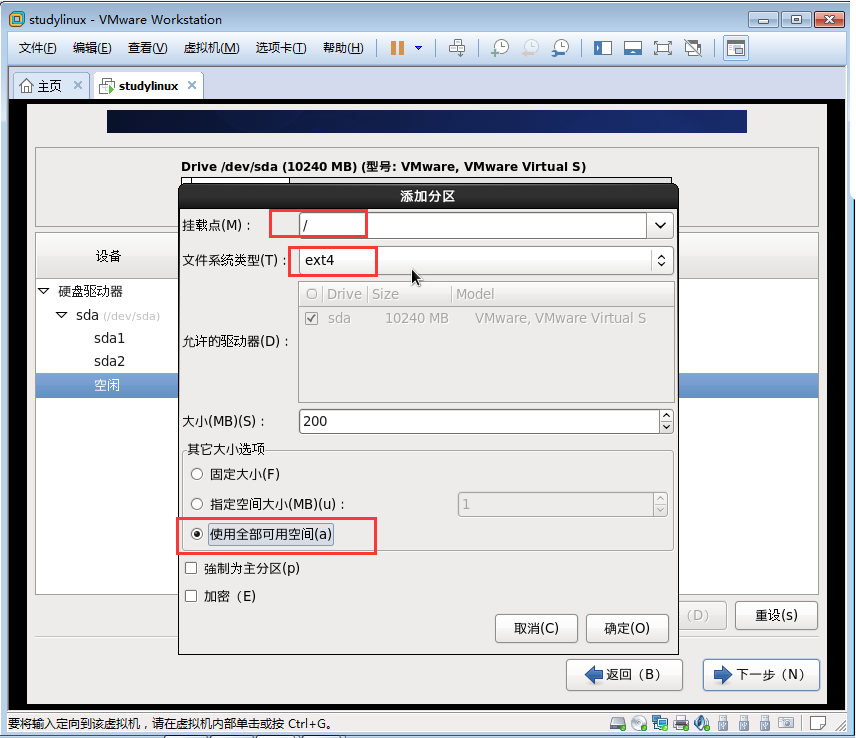 studylinux - VMware Workstation
文件(F) 编辑(E) 查看(V) 虚拟机(M) 选项卡(T) 帮助(H)
主页 studylinux
Drive /dev/sda (10240 MB) (型号: VMware, VMware Virtual S)
添加分区
挂载点(M)： /
设备
文件系统类型(T)： ext4
Drive Size Model
硬盘驱动器
sda (/dev/sda)
sda 10240 MB VMware, VMware Virtual S
sda1
允许的驱动器(D)：
sda2
空闲
大小(MB)(S)： 200
其它大小选项
固定大小(F)
指定空间大小(MB)(u)： 1
使用全部可用空间(a)
強制为主分区(p)
加密（E)
(D) 重设(s)
取消(C) 确定(O)
返回（B） 下一步（N）
要将输入定向到该虚拟机，请在虚拟机内部单击或按 Ctrl+G。